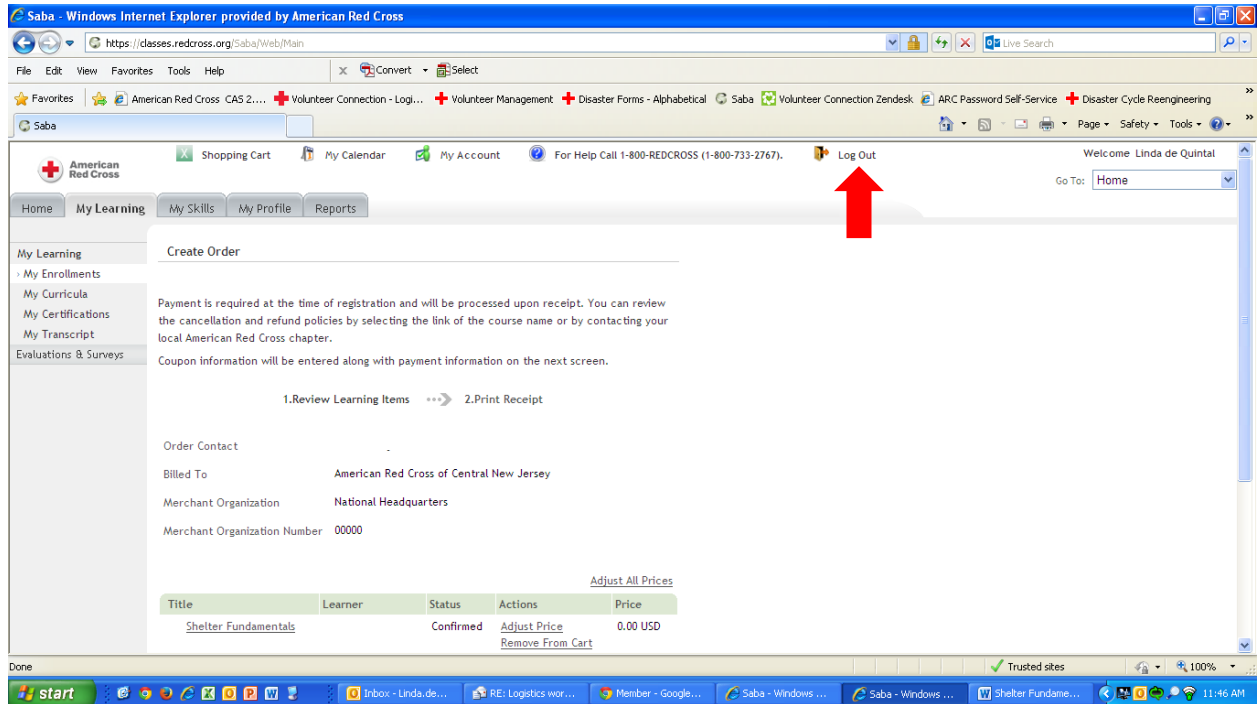 Saba - Windows Internet Explorer provided by American Red Cross
https://classes.redcross.org/Saba/Web/Main
Live Search
File Edit View Favorites Tools Help x Convert Select
Favorites American Red Cross CAS 2.... Volunteer Connection - Logi... Volunteer Management Disaster Forms - Alphabetical Saba Volunteer Connection Zendesk ARC Password Self-Service Disaster Cycle Reengineering »
Saba Page Safety Tools »
American Red Cross
Shopping Cart My Calendar My Account For Help Call 1-800-REDCROSS (1-800-733-2767). Log Out Welcome Linda de Quintal
Go To: Home
Home My Learning My Skills My Profile Reports
My Learning
› My Enrollments
My Curricula
My Certifications
My Transcript
Evaluations & Surveys
Create Order
Payment is required at the time of registration and will be processed upon receipt. You can review
the cancellation and refund policies by selecting the link of the course name or by contacting your
local American Red Cross chapter.
Coupon information will be entered along with payment information on the next screen.
1.Review Learning Items 2.Print Receipt
Order Contact -
Billed To American Red Cross of Central New Jersey
Merchant Organization National Headquarters
Merchant Organization Number 00000
Adjust All Prices
Title Learner Status Actions Price
Shelter Fundamentals Confirmed Adjust Price 0.00 USD
Remove From Cart
Done Trusted sites 100%
start Inbox - Linda.de... RE: Logistics wor... Member - Google... Saba - Windows ... Saba - Windows ... Shelter Fundame... 11:46 AM